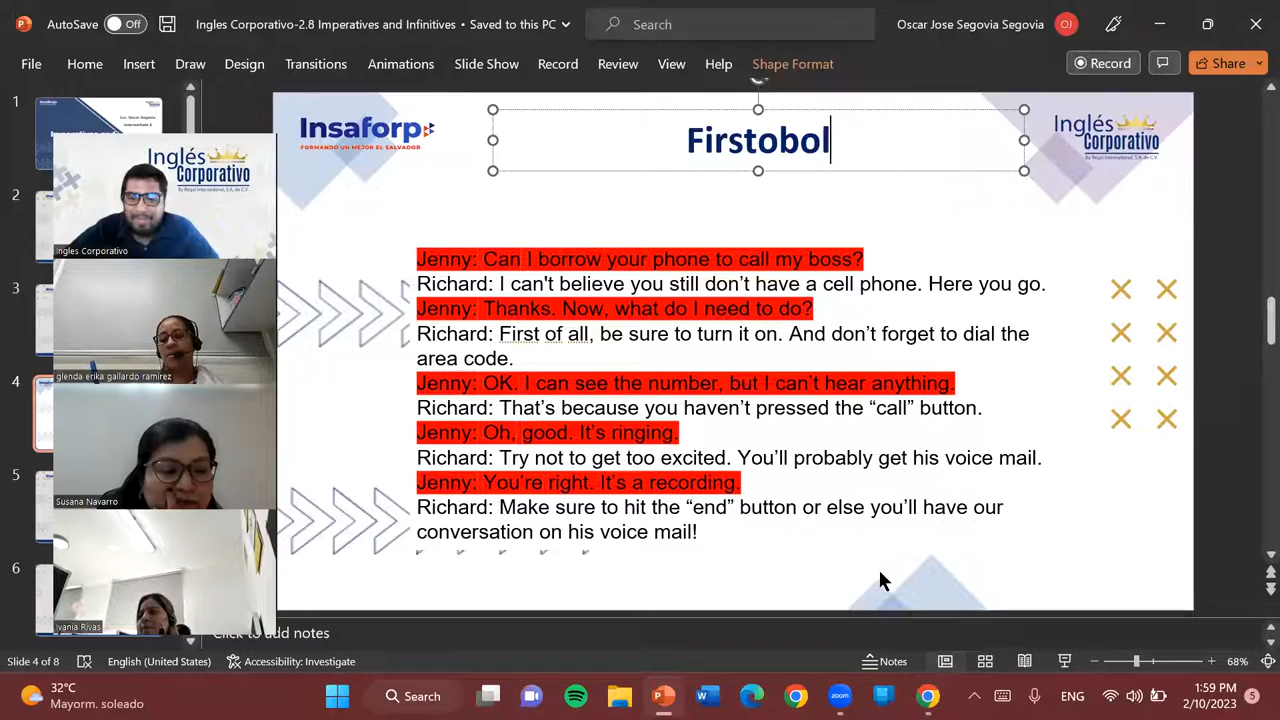 AutoSave Off Ingles Corporativo-2.8 Imperatives and Infinitives • Saved to this PC Search Oscar Jose Segovia Segovia OJ
File Home Insert Draw Design Transitions Animations Slide Show Record Review View Help Shape Format Record Share
1
2
3
4
5
6
Inglés
Corporativo
By Regal International, S.A. de C.V.
Ingles Corporativo
glenda erika gallardo ramirez
Susana Navarro
Ivania Rivas
Insaforp
FORMANDO UN MEJOR EL SALVADOR
Firstobol
Inglés
Corporativo
By Regal International, S.A. de C.V.
Jenny: Can I borrow your phone to call my boss?
Richard: I can't believe you still don’t have a cell phone. Here you go.
Jenny: Thanks. Now, what do I need to do?
Richard: First of all, be sure to turn it on. And don’t forget to dial the
area code.
Jenny: OK. I can see the number, but I can’t hear anything.
Richard: That’s because you haven’t pressed the “call” button.
Jenny: Oh, good. It’s ringing.
Richard: Try not to get too excited. You’ll probably get his voice mail.
Jenny: You’re right. It’s a recording.
Richard: Make sure to hit the “end” button or else you’ll have our
conversation on his voice mail!
Click to add notes
Slide 4 of 8 English (United States) Accessibility: Investigate Notes 68%
32°C
Mayorm. soleado
Search
zoom
ENG
1:59 PM
2/10/2023
5